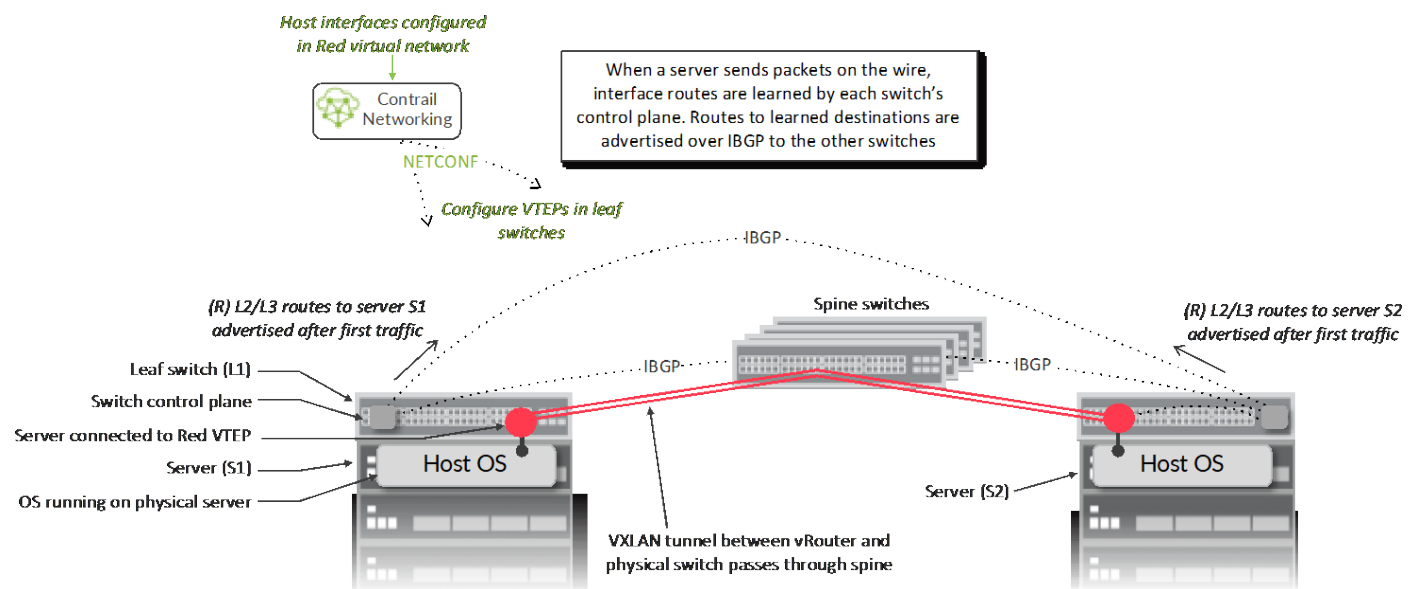 Host interfaces configured
in Red virtual network
Contrail
Networking
When a server sends packets on the wire,
interface routes are learned by each switch's
control plane. Routes to learned destinations are
advertised over IBGP to the other switches
NETCONF
Configure VTEPs in leaf
switches
IBGP
(R) L2/L3 routes to server S1
advertised after first traffic
Spine switches
(R) L2/L3 routes to server S2
advertised after first traffic
IBGP
IBGP
Leaf switch (L1)
Switch control plane
Server connected to Red VTEP
Server (S1)
OS running on physical server
Host OS
Host OS
Server (S2)
VXLAN tunnel between vRouter and
physical switch passes through spine